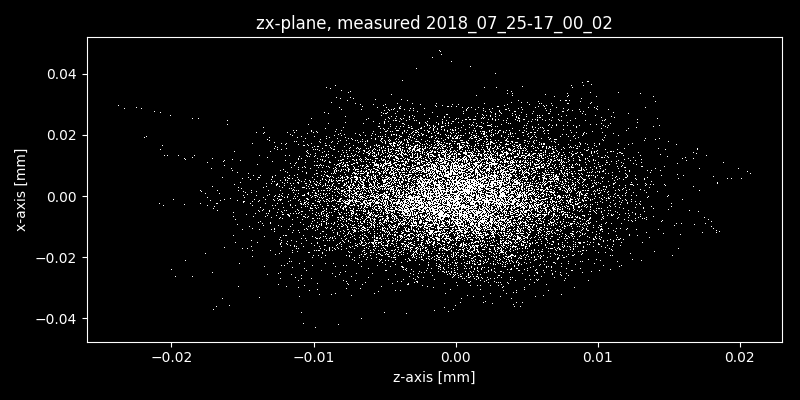 zx-plane, measured 2018_07_25-17_00_02
0.04
0.02
0.00
−0.02
−0.04
x-axis [mm]
−0.02 −0.01 0.00 0.01 0.02
z-axis [mm]